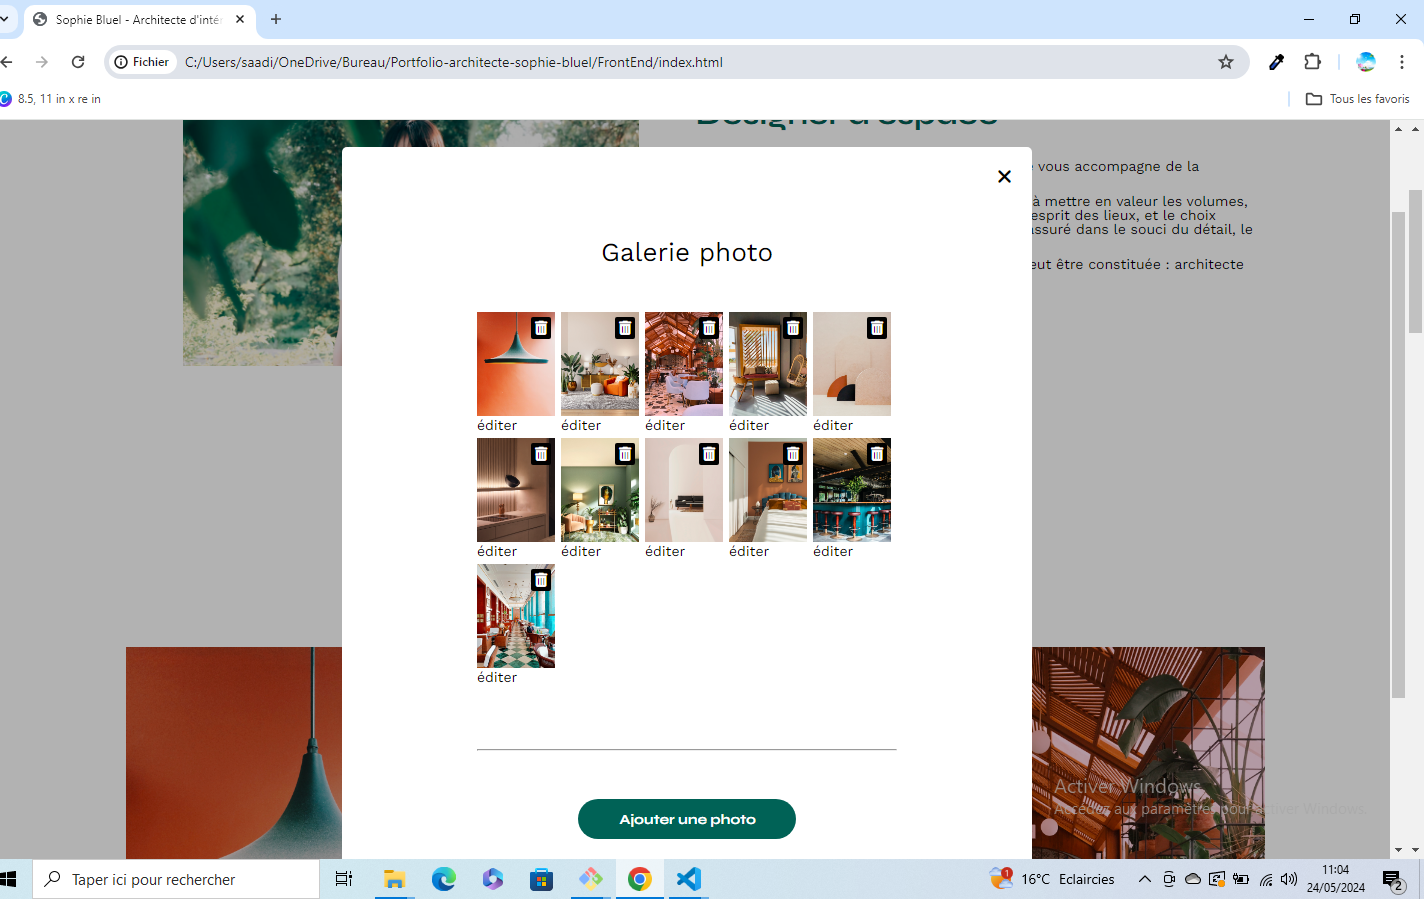 Sophie Bluel - Architecte d'inté
Fichier
C:/Users/saadi/OneDrive/Bureau/Portfolio-architecte-sophie-bluel/FrontEnd/index.html
8.5, 11 in x re in
Tous les favoris
Designer d'espace
vous accompagne de la
à mettre en valeur les volumes,
esprit des lieux, et le choix
assuré dans le souci du détail, le
eut être constituée : architecte
Galerie photo
éditer éditer éditer éditer éditer
éditer éditer éditer éditer éditer
éditer
Ajouter une photo
Activer Windows
Accédez aux paramètres pour activer Windows.
Taper ici pour rechercher
1
16°C Eclaircies
11:04
24/05/2024
2